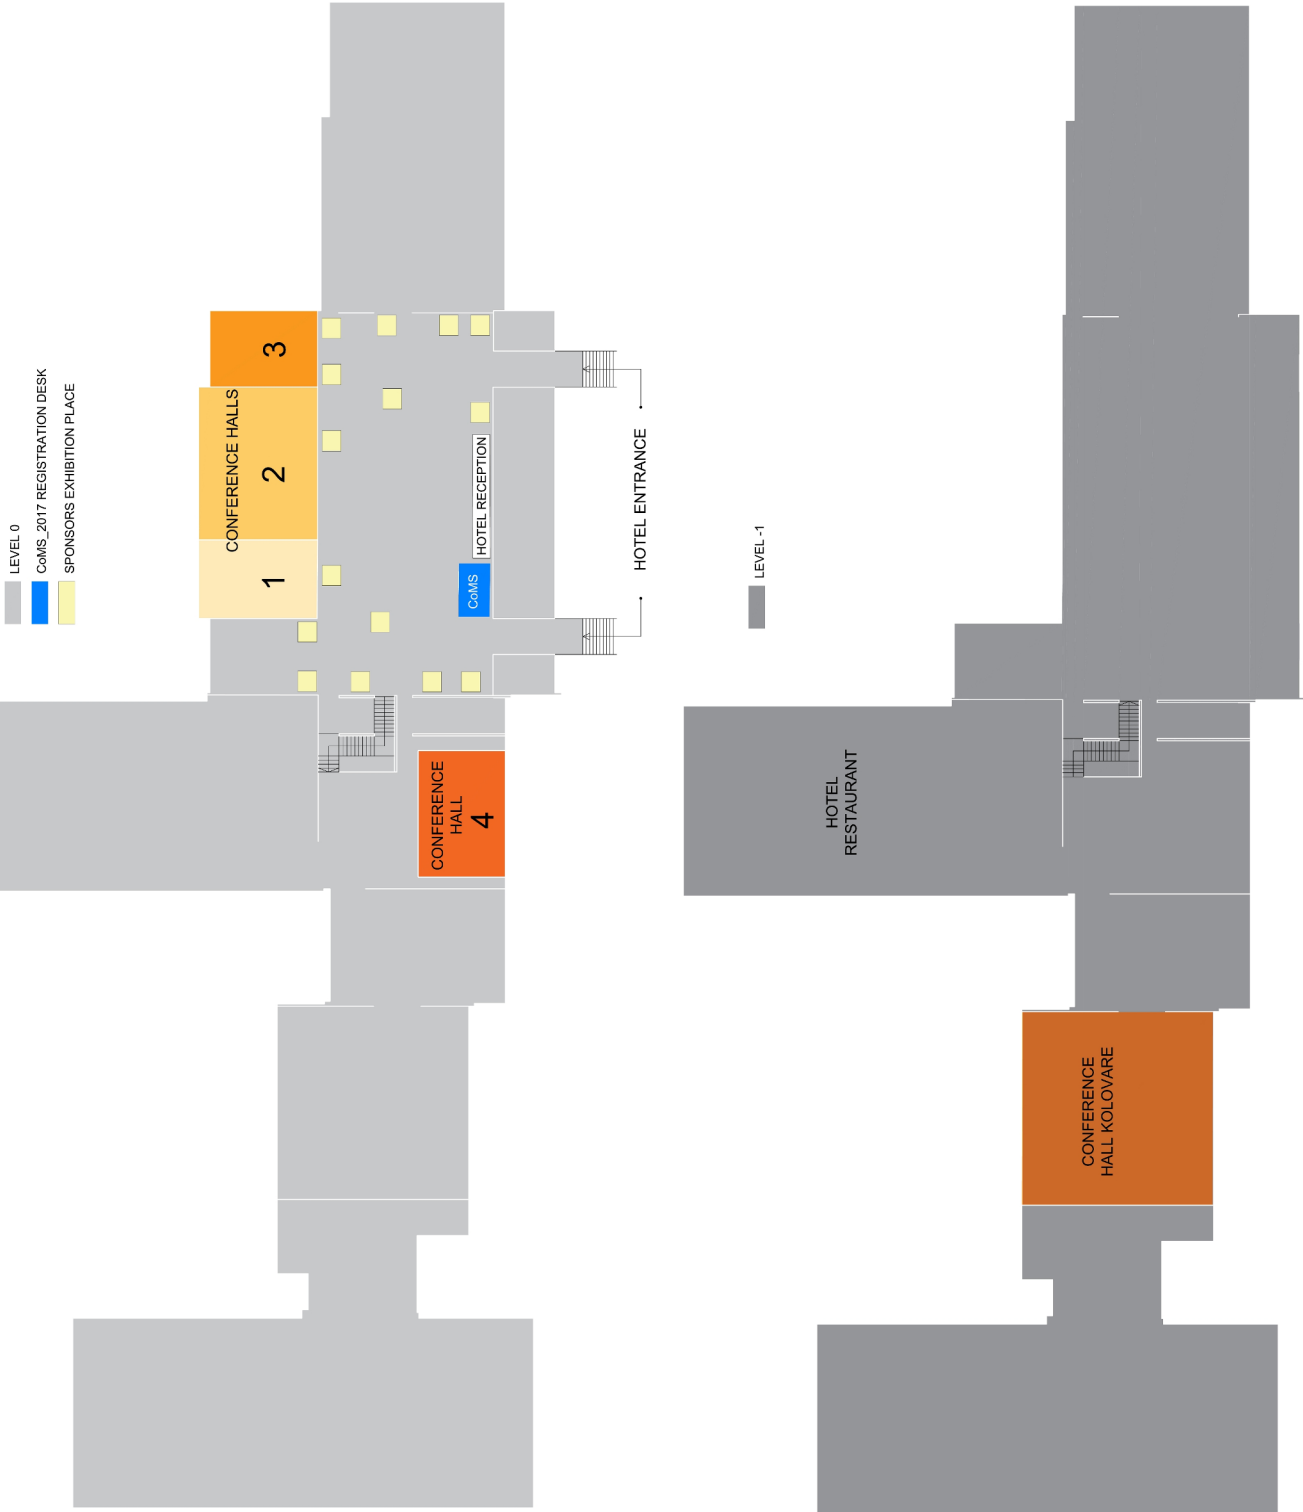 LEVEL 0
CoMS_2017 REGISTRATION DESK
SPONSORS EXHIBITION PLACE
CONFERENCE HALLS
1
2
3
HOTEL RECEPTION
CoMS
HOTEL ENTRANCE
CONFERENCE
HALL
4
LEVEL -1
HOTEL
RESTAURANT
CONFERENCE
HALL KOLOVARE